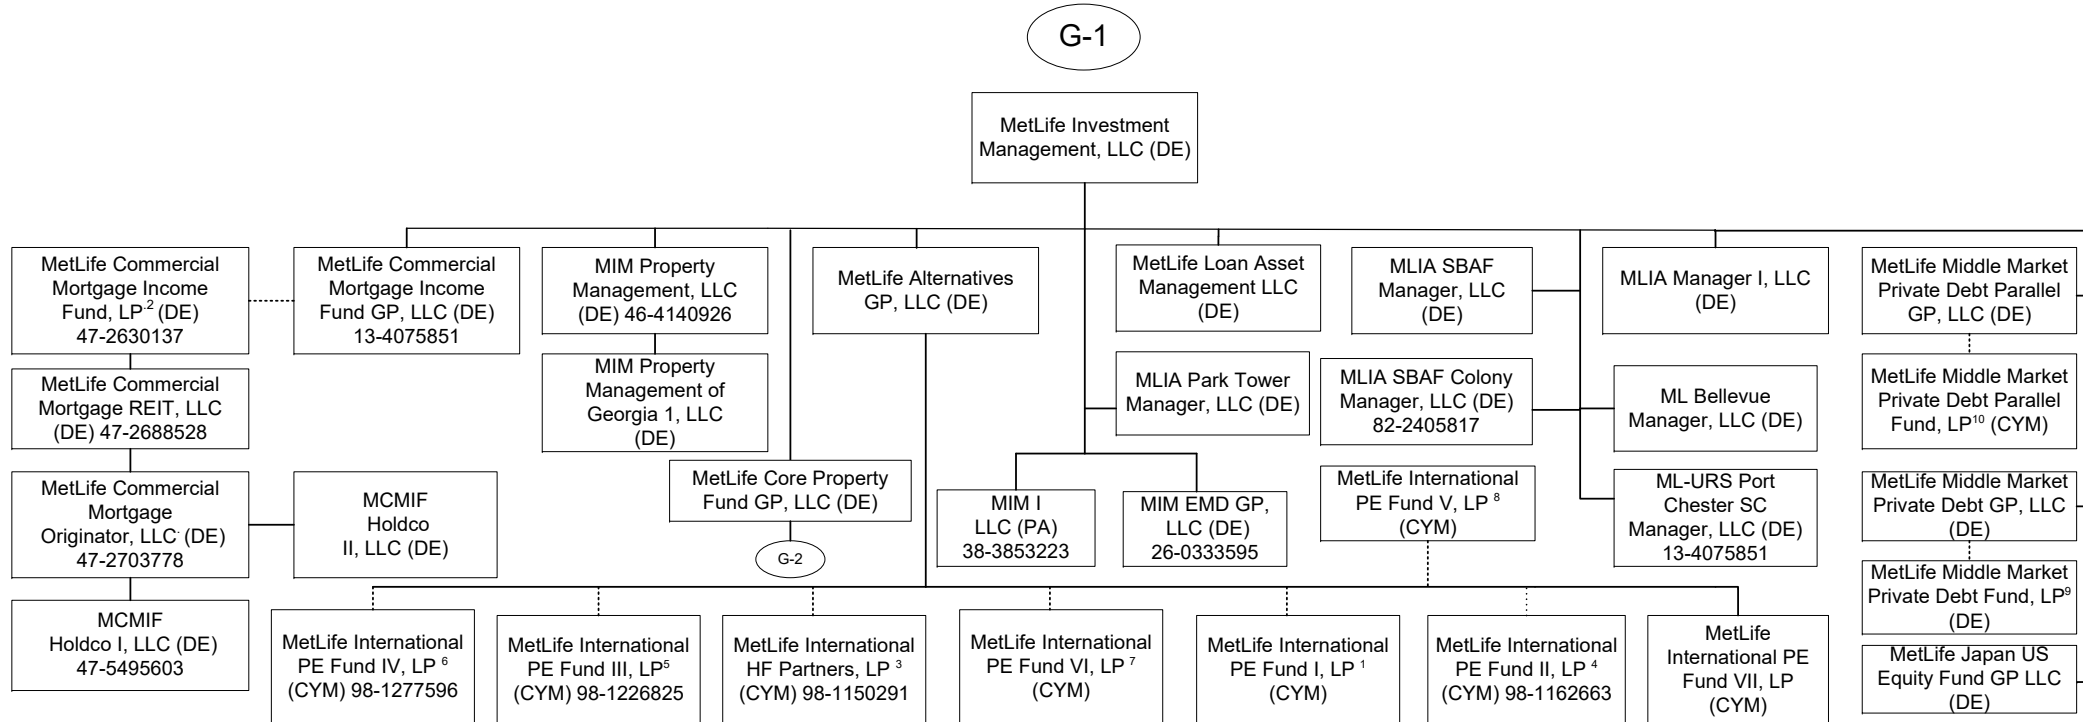 G-1
MetLife Investment
Management, LLC (DE)
MetLife Commercial
Mortgage Income
Fund, LP.² (DE)
47-2630137
MetLife Commercial
Mortgage Income
Fund GP, LLC (DE)
13-4075851
MIM Property
Management, LLC
(DE) 46-4140926
MetLife Alternatives
GP, LLC (DE)
MetLife Loan Asset
Management LLC
(DE)
MLIA SBAF
Manager, LLC
(DE)
MLIA Manager I, LLC
(DE)
MetLife Middle Market
Private Debt Parallel
GP, LLC (DE)
MetLife Commercial
Mortgage REIT, LLC
(DE) 47-2688528
MIM Property
Management of
Georgia 1, LLC
(DE)
MLIA Park Tower
Manager, LLC (DE)
MLIA SBAF Colony
Manager, LLC (DE)
82-2405817
ML Bellevue
Manager, LLC (DE)
MetLife Middle Market
Private Debt Parallel
Fund, LP¹⁰ (CYM)
MetLife Commercial
Mortgage
Originator, LLC. (DE)
47-2703778
MCMIF
Holdco
II, LLC (DE)
MetLife Core Property
Fund GP, LLC (DE)
G-2
MIM I
LLC (PA)
38-3853223
MIM EMD GP,
LLC (DE)
26-0333595
MetLife International
PE Fund V, LP ⁸
(CYM)
ML-URS Port
Chester SC
Manager, LLC (DE)
13-4075851
MetLife Middle Market
Private Debt GP, LLC
(DE)
MetLife Middle Market
Private Debt Fund, LP⁹
(DE)
MCMIF
Holdco I, LLC (DE)
47-5495603
MetLife International
PE Fund IV, LP ⁶
(CYM) 98-1277596
MetLife International
PE Fund III, LP⁵
(CYM) 98-1226825
MetLife International
HF Partners, LP ³
(CYM) 98-1150291
MetLife International
PE Fund VI, LP ⁷
(CYM)
MetLife International
PE Fund I, LP ¹
(CYM)
MetLife International
PE Fund II, LP ⁴
(CYM) 98-1162663
MetLife
International PE
Fund VII, LP
(CYM)
MetLife Japan US
Equity Fund GP LLC
(DE)